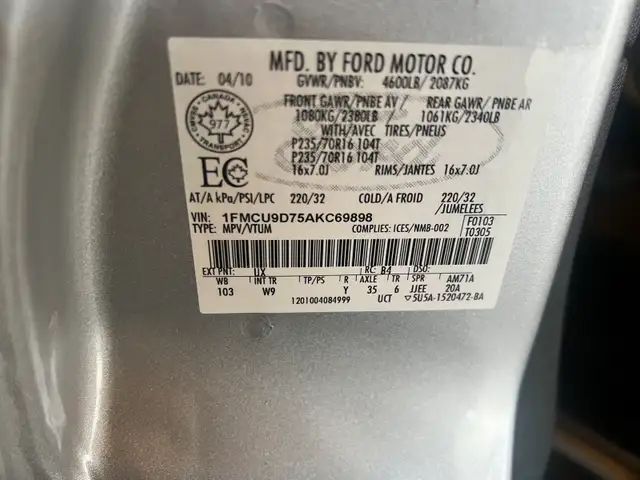 MFD. BY FORD MOTOR CO.
DATE: 04/10 GVWR/PNBV: 4600LB/ 2087KG
FRONT GAWR/PNBE AV / REAR GAWR/ PNBE AR
1080KG/2380LB 1061KG/2340LB
WITH/AVEC TIRES/PNEUS
P235/70R16 104T
P235/70R16 104T
16x7.0J RIMS/JANTES 16x7.0J
CANADA
977
TRANSPORT
EC
AT/A kPa/PSI/LPC 220/32 COLD/A FROID 220/32
/JUMELEES
VIN: 1FMCU9D75AKC69898 F0103
TYPE: MPV/VTUM COMPLIES: ICES/NMB-002 T0305
EXT PNT: UX RC: B4 DSO:
WB INT TR TP/PS R AXLE TR SPR AM71A
103 W9 Y 35 6 JJEE 20A
1201004084999 UCT ▽5U5A-1520472-BA